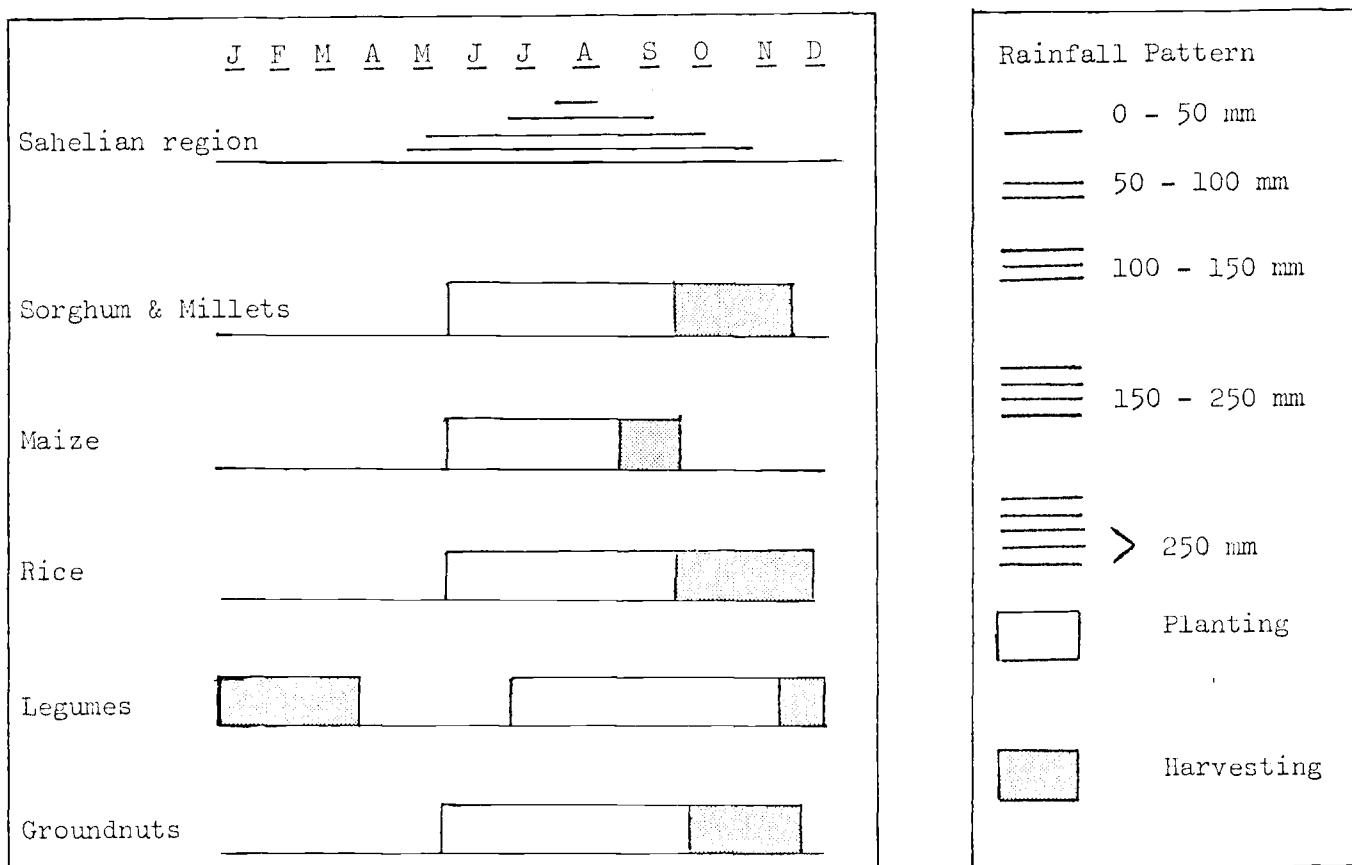 J F M A M J J A S O N D
Sahelian region
Sorghum & Millets
Maize
Rice
Legumes
Groundnuts
Rainfall Pattern
0 - 50 mm
50 - 100 mm
100 - 150 mm
150 - 250 mm
> 250 mm
Planting
Harvesting